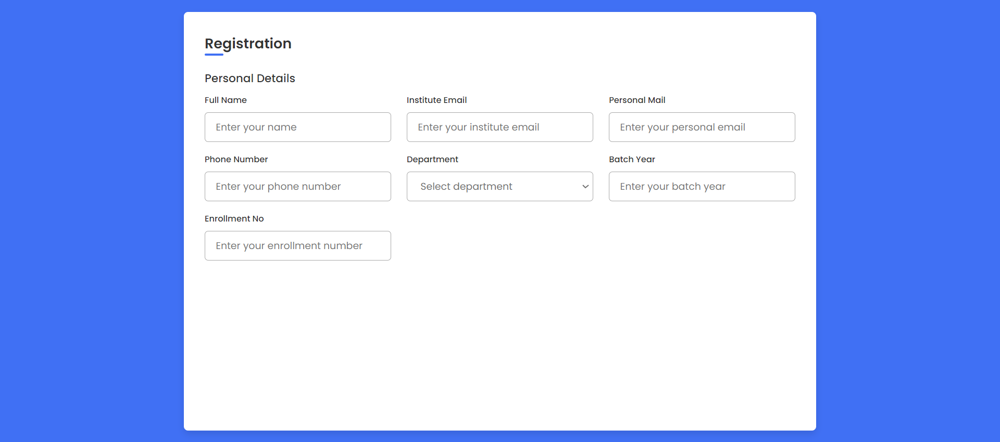 Registration
Personal Details
Full Name
Institute Email
Personal Mail
Enter your name
Enter your institute email
Enter your personal email
Phone Number
Department
Batch Year
Enter your phone number
Select department
Enter your batch year
Enrollment No
Enter your enrollment number